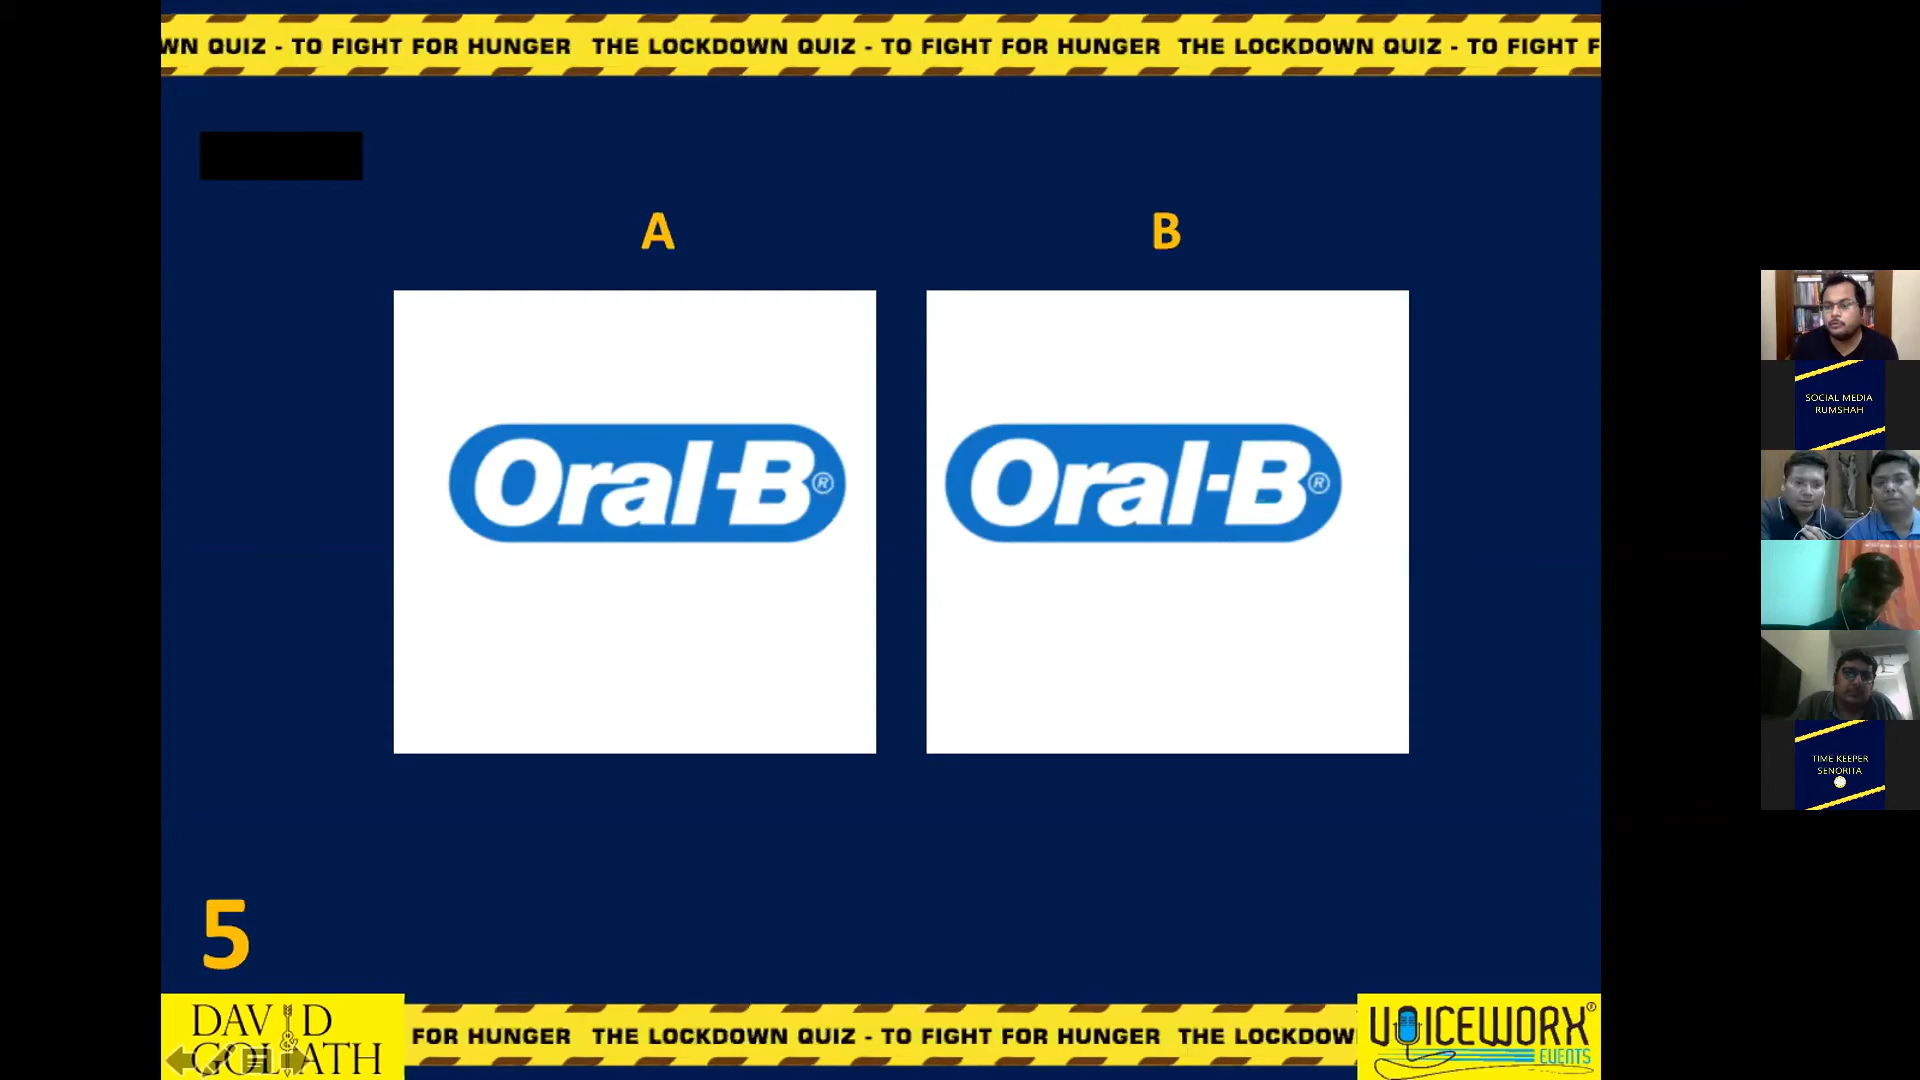 WN QUIZ - TO FIGHT FOR HUNGER THE LOCKDOWN QUIZ - TO FIGHT FOR HUNGER THE LOCKDOWN QUIZ - TO FIGHT F
A
B
Oral-B®
Oral-B®
SOCIAL MEDIA
RUMSHAH
TIME KEEPER
SENORITA
5
DAVID
&
GOLIATH
FOR HUNGER THE LOCKDOWN QUIZ - TO FIGHT FOR HUNGER THE LOCKDOW
VOICEWORX®
EVENTS